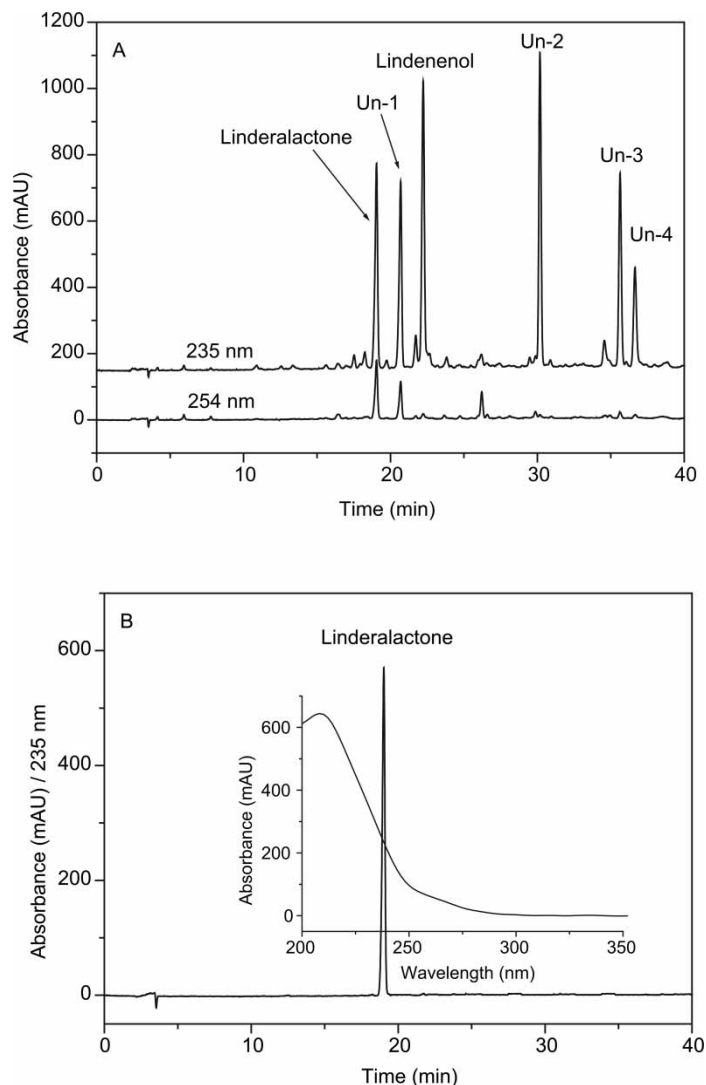 A
Un-2
Lindenenol
Un-1
Linderalactone
Un-3
Un-4
235 nm
254 nm
1200
1000
800
600
400
200
0
Absorbance (mAU)
0 10 20 30 40
Time (min)
B
Linderalactone
600
400
200
0
Absorbance (mAU) / 235 nm
600
400
200
0
Absorbance (mAU)
200 250 300 350
Wavelength (nm)
0 10 20 30 40
Time (min)